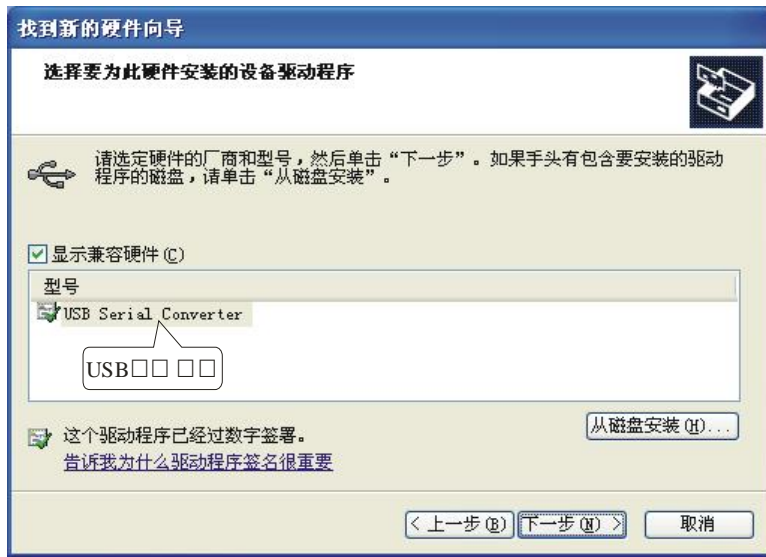 找到新的硬件向导
选择要为此硬件安装的设备驱动程序
请选定硬件的厂商和型号，然后单击“下一步”。如果手头有包含要安装的驱动
程序的磁盘，请单击“从磁盘安装”。
显示兼容硬件(C)
型号
USB Serial Converter
USB□□ □□
这个驱动程序已经过数字签署。
告诉我为什么驱动程序签名很重要
从磁盘安装(H)...
< 上一步(B) 下一步(N) > 取消